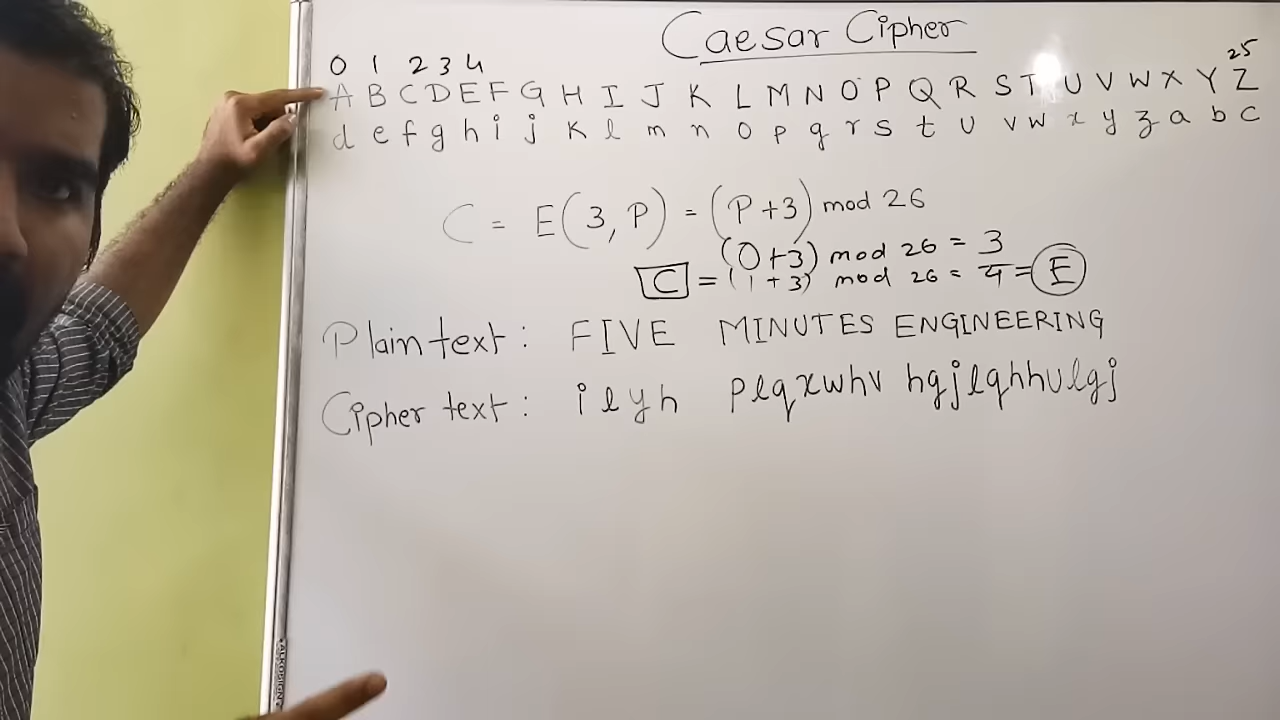 Caesar Cipher
0 1 2 3 4 25
A B C D E F G H I J K L M N O P Q R S T U V W X Y Z
d e f g h i j k l m n o p q r s t u v w x y z a b c
C = E(3, P) = (P+3) mod 26
(0+3) mod 26 = 3
C = (1+3) mod 26 = 4 = E
Plain text : FIVE MINUTES ENGINEERING
Cipher text : ilyh plqxwhv hgjlqhhulgj